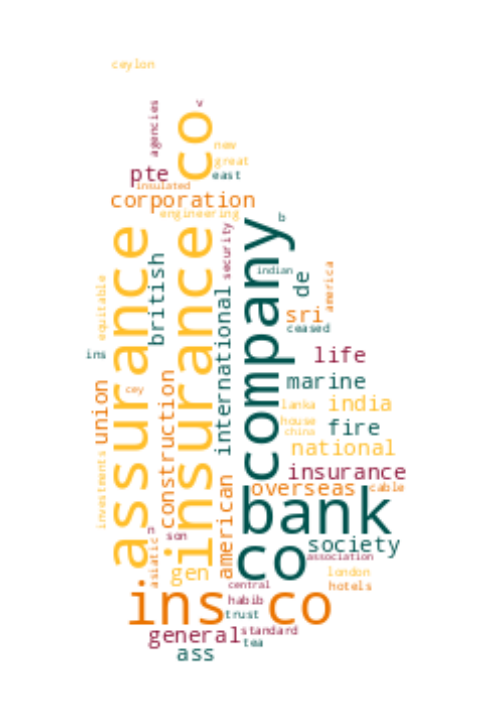 ceylon
agencies
v
insurance co
new
great
east
pte
insulated
corporation
engineering
b
assurance
british
security
company
indian
de
america
equitable
international
sri
ceased
ins
life
marine
cey
union
construction
lanka
india
house
china
fire
national
investments
insurance
overseas
cable
american
bank
n
son
asiatic
gen
co
society
association
london
central
hotels
ins co
habib
trust
general
standard
tea
ass